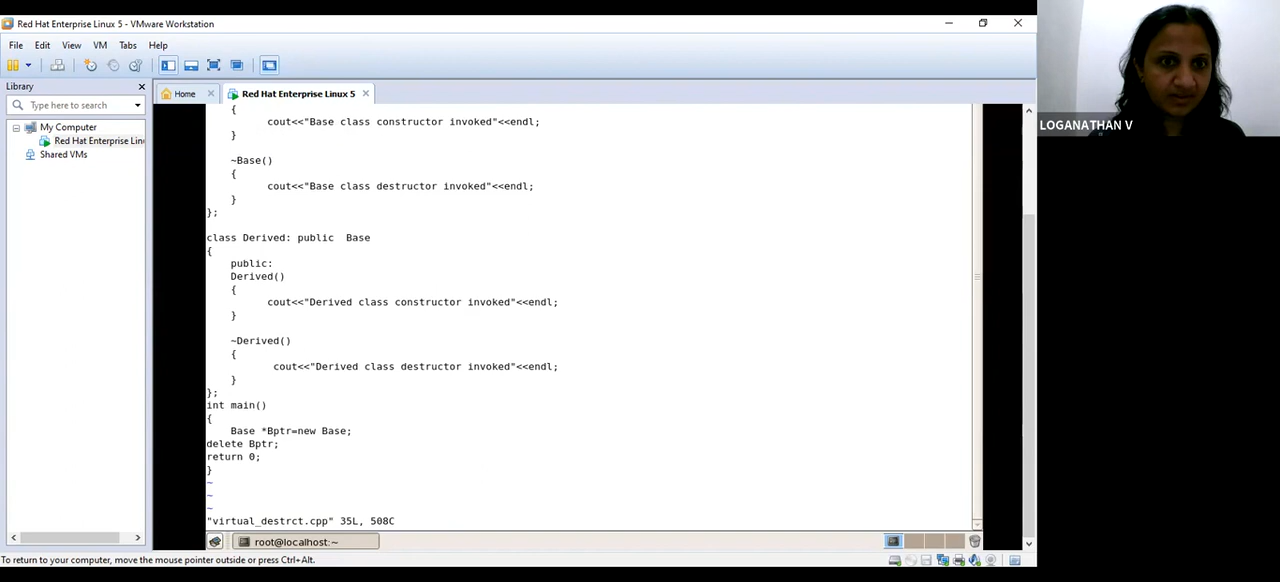 Red Hat Enterprise Linux 5 - VMware Workstation
File Edit View VM Tabs Help
Library
Type here to search
My Computer
Red Hat Enterprise Lin
Shared VMs
Home
Red Hat Enterprise Linux 5
{
cout<<"Base class constructor invoked"<<endl;
}
~Base()
{
cout<<"Base class destructor invoked"<<endl;
}
};
class Derived: public  Base
{
public:
Derived()
{
cout<<"Derived class constructor invoked"<<endl;
}
~Derived()
{
cout<<"Derived class destructor invoked"<<endl;
}
};
int main()
{
Base *Bptr=new Base;
delete Bptr;
return 0;
}
~
~
~
"virtual_destrct.cpp" 35L, 508C
root@localhost:~
To return to your computer, move the mouse pointer outside or press Ctrl+Alt.
LOGANATHAN V